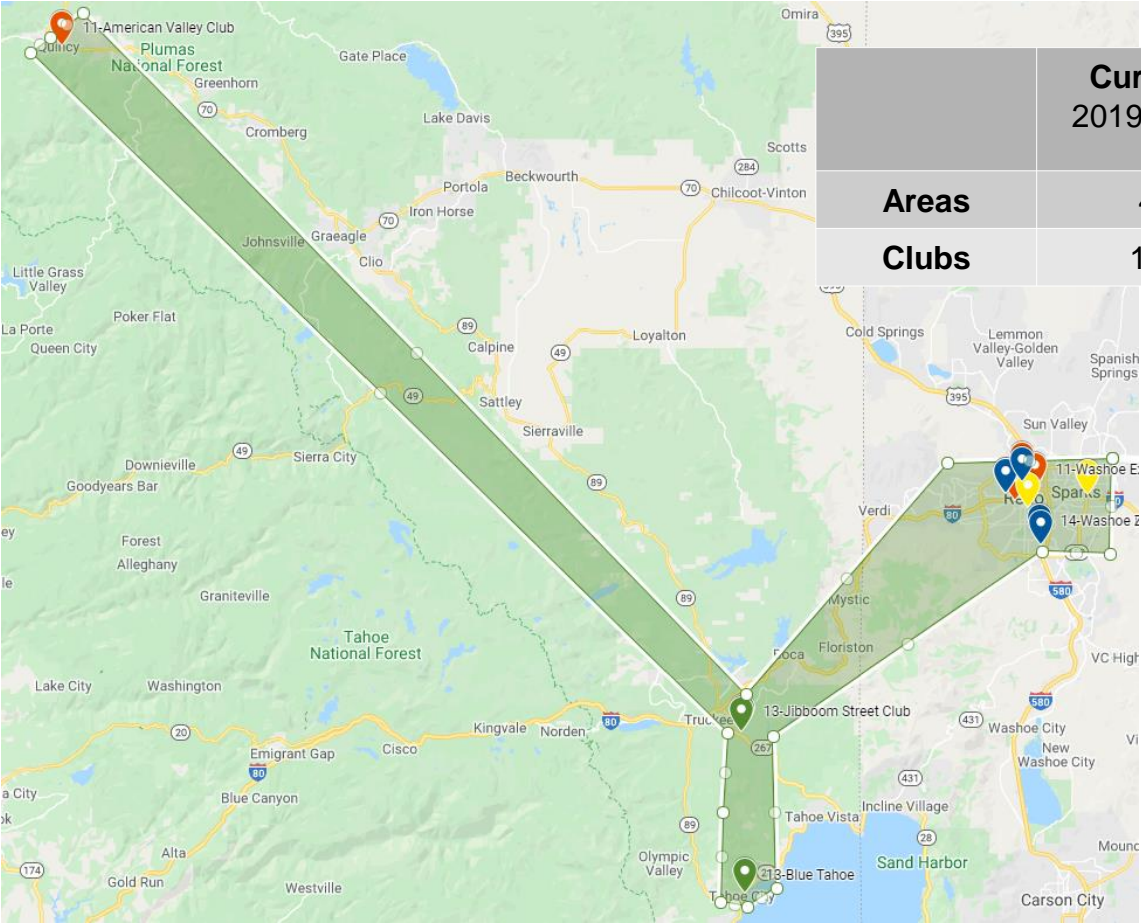 Omira
11-American Valley Club
395
Quincy
Plumas
National Forest
Gate Place
Greenhorn
70
Lake Davis
Cromberg
Scotts
284
Beckwourth
Portola
70
Chilcoot-Vinton
Iron Horse
70
Johnsville
Graeagle
Clio
Little Grass
Valley
Poker Flat
La Porte
Queen City
89
Calpine
49
Loyalton
Cold Springs
Lemmon
Valley-Golden
Valley
Spanish
Springs
395
49
Sattley
Sierraville
Sun Valley
49
Sierra City
Downieville
Goodyears Bar
89
11-Washoe
Sparks
80
Verdi
14-Washoe
Forest
Alleghany
Graniteville
89
Mystic
580
Tahoe
National Forest
Floriston
VC High
Lake City
Washington
580
Truckee
13-Jibboom Street Club
431
Washoe City
20
Kingvale
Norden
80
267
New
Washoe City
Emigrant Gap
Cisco
80
431
Blue Canyon
a City
89
Tahoe Vista
Incline Village
28
Alta
174
Olympic
Valley
Sand Harbor
Gold Run
Westville
13-Blue Tahoe
Tahoe City
Carson City
2019
Areas
Clubs